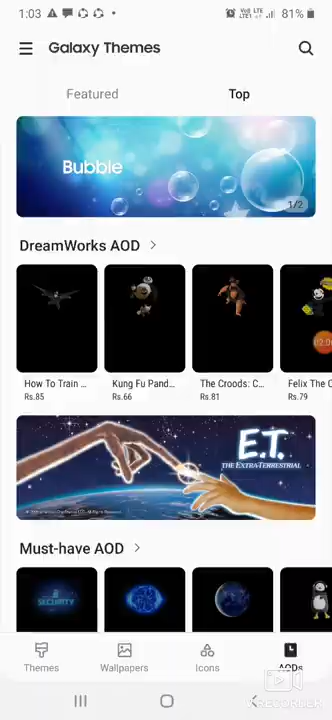 1:03
81%
Galaxy Themes
Featured
Top
Bubble
1/2
DreamWorks AOD
How To Train ...
Kung Fu Pand...
The Croods: C...
Felix The C
Rs.85
Rs.66
Rs.81
Rs.79
E.T.
THE EXTRA-TERRESTRIAL
Must-have AOD
SECURITY
Themes
Wallpapers
Icons
AODs
RECORDER